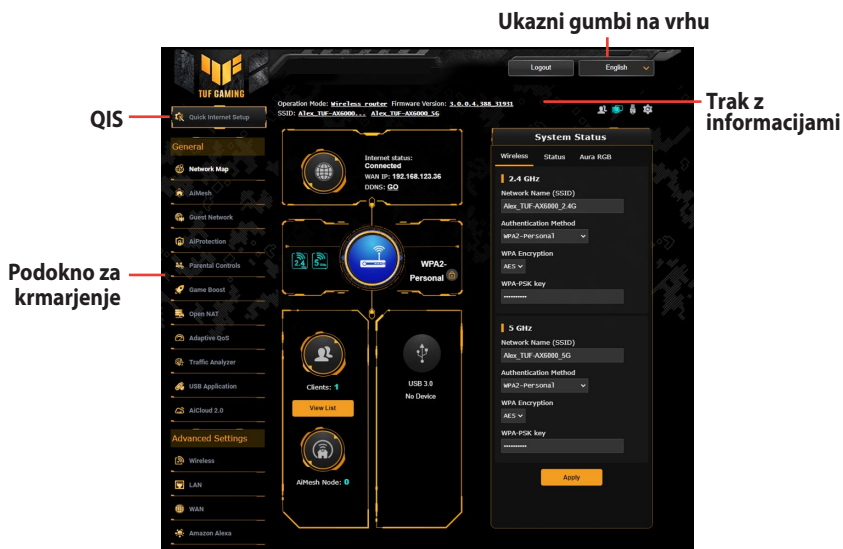 Ukazni gumbi na vrhu
QIS
Trak z
informacijami
Podokno za
krmarjenje
TUF GAMING
Logout
English
Quick Internet Setup
Operation Mode: Wireless router Firmware Version: 3.0.0.4.388_31931
SSID: Alex_TUF-AX6000... Alex_TUF-AX6000_5G
General
Network Map
AiMesh
Guest Network
AiProtection
Parental Controls
Game Boost
Open NAT
Adaptive QoS
Traffic Analyzer
USB Application
AiCloud 2.0
Advanced Settings
Wireless
LAN
WAN
Amazon Alexa
Internet status:
Connected
WAN IP: 192.168.123.36
DDNS: GO
2.4
5
WPA2-
Personal
Clients: 1
View List
AiMesh Node: 0
USB 3.0
No Device
System Status
Wireless Status Aura RGB
2.4 GHz
Network Name (SSID)
Alex_TUF-AX6000_2.4G
Authentication Method
WPA2-Personal
WPA Encryption
AES
WPA-PSK key
5 GHz
Network Name (SSID)
Alex_TUF-AX6000_5G
Authentication Method
WPA2-Personal
WPA Encryption
AES
WPA-PSK key
Apply